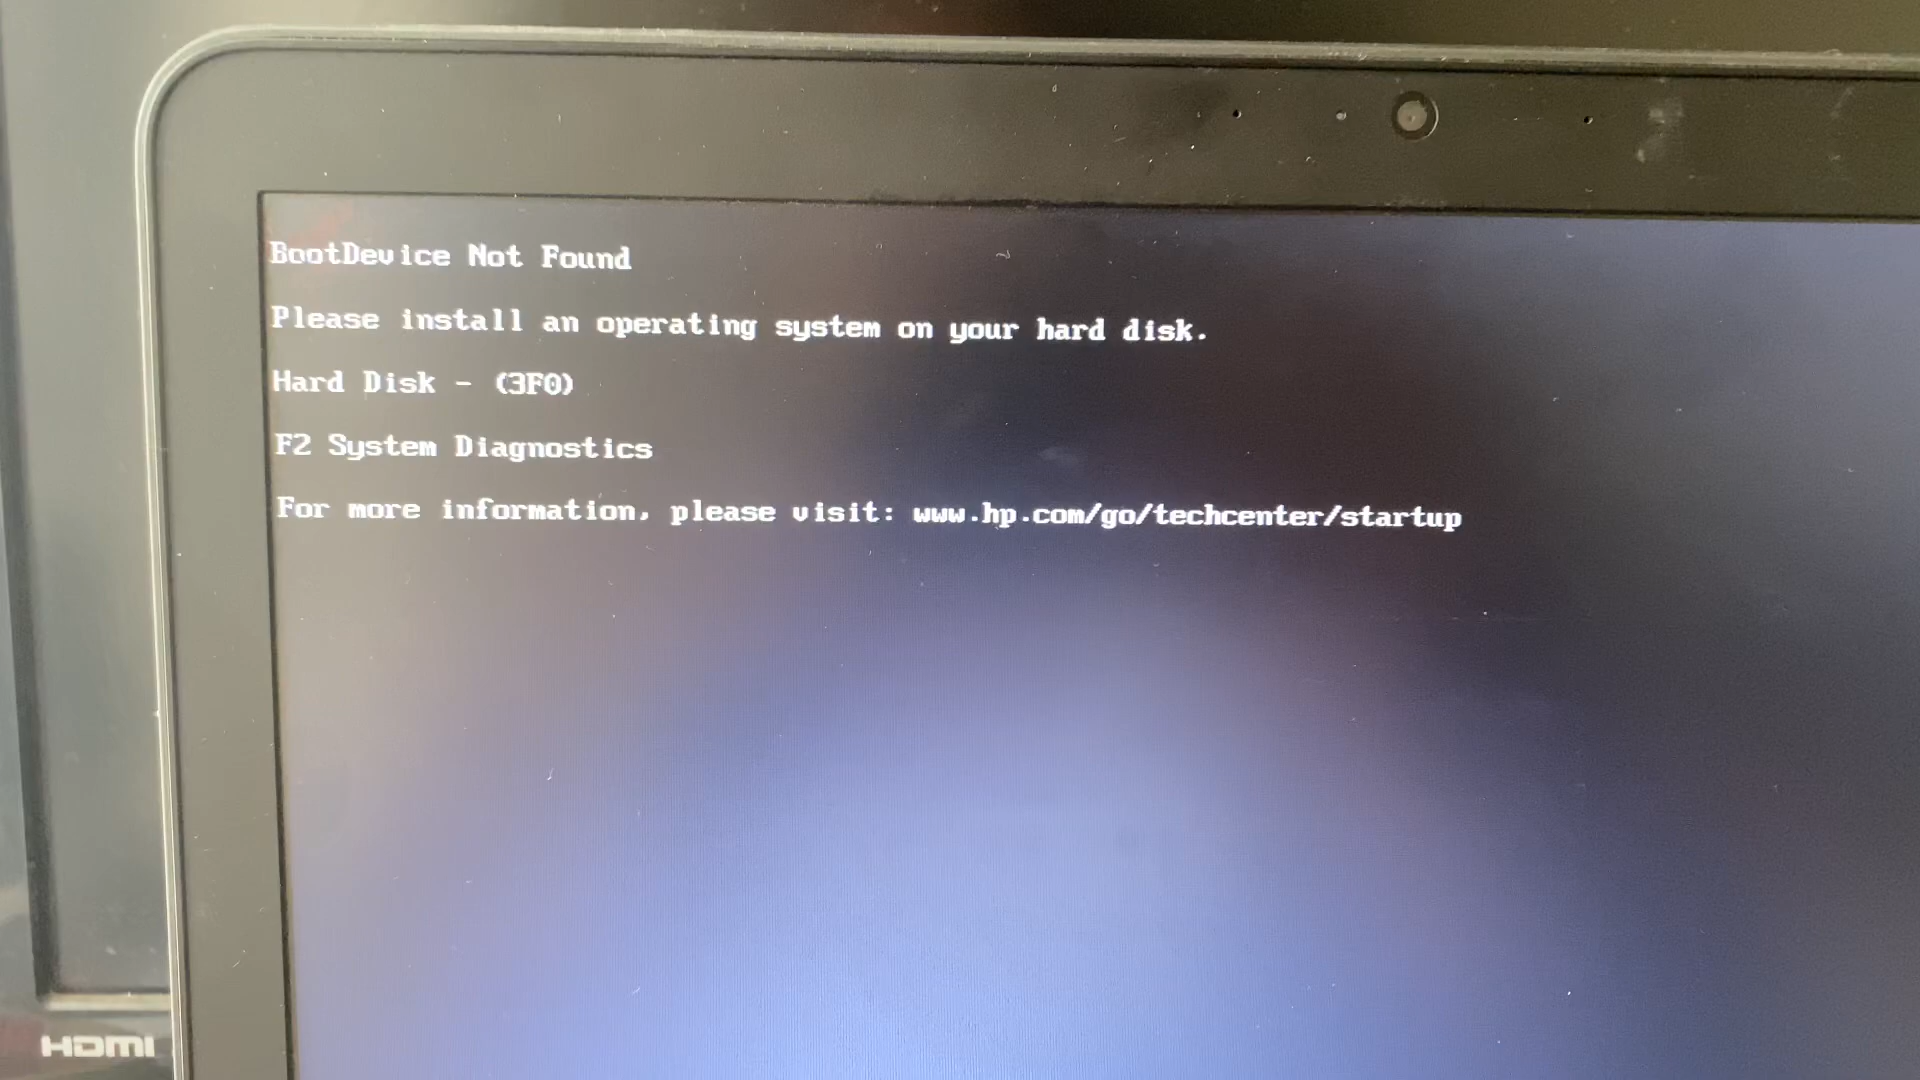 BootDevice Not Found
Please install an operating system on your hard disk.
Hard Disk - (3F0)
F2 System Diagnostics
For more information, please visit: www.hp.com/go/techcenter/startup
HDMI